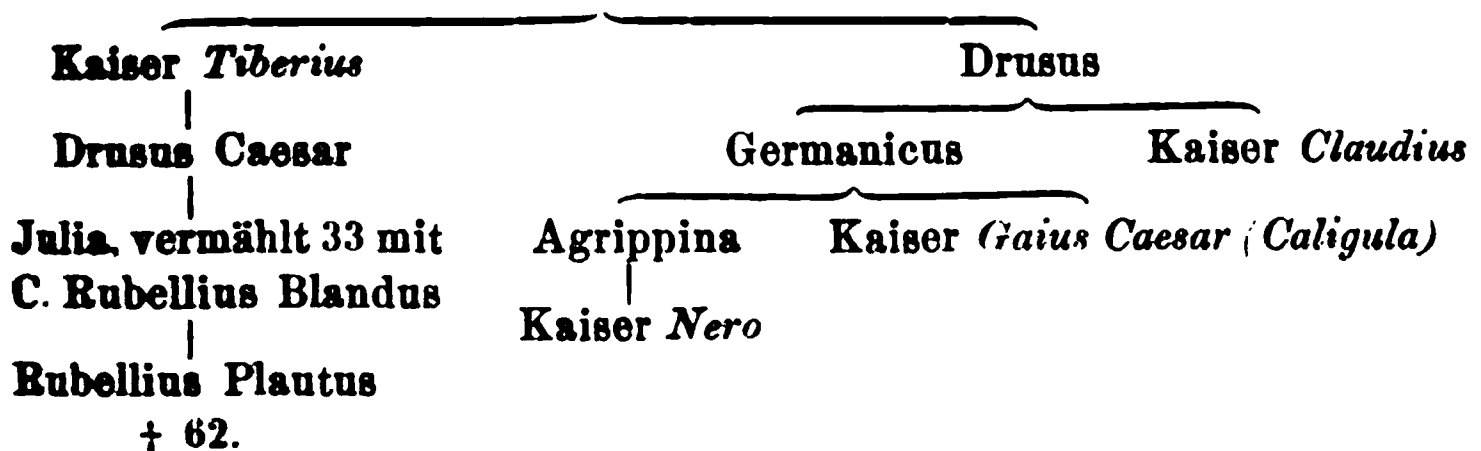 Kaiser Tiberius Drusus
Drusus Caesar Germanicus Kaiser Claudius
Julia, vermählt 33 mit Agrippina Kaiser Gaius Caesar (Caligula)
C. Rubellius Blandus Kaiser Nero
Rubellius Plautus
† 62.